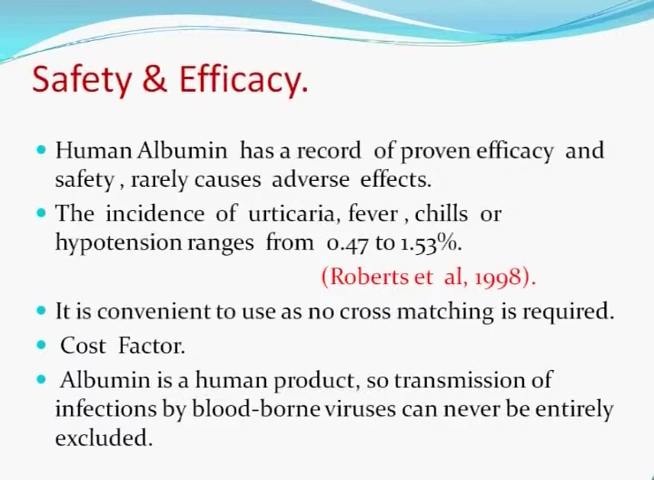 Safety & Efficacy.
• Human Albumin has a record of proven efficacy and
safety , rarely causes adverse effects.
• The incidence of urticaria, fever , chills or
hypotension ranges from 0.47 to 1.53%.
(Roberts et al, 1998).
• It is convenient to use as no cross matching is required.
• Cost Factor.
• Albumin is a human product, so transmission of
infections by blood-borne viruses can never be entirely
excluded.